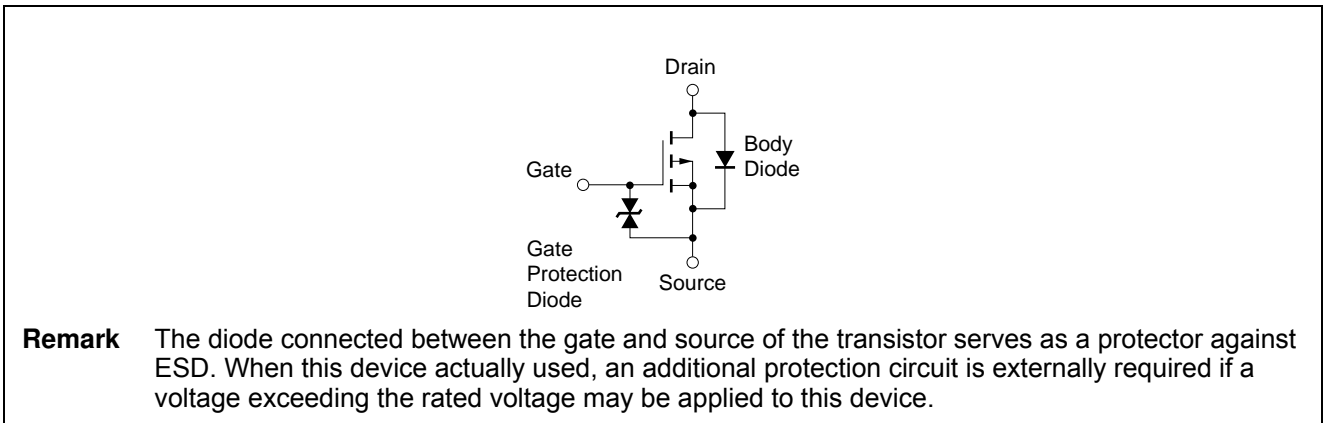 Drain
Body
Diode
Gate
Gate
Protection
Diode
Source
Remark The diode connected between the gate and source of the transistor serves as a protector against
ESD. When this device actually used, an additional protection circuit is externally required if a
voltage exceeding the rated voltage may be applied to this device.